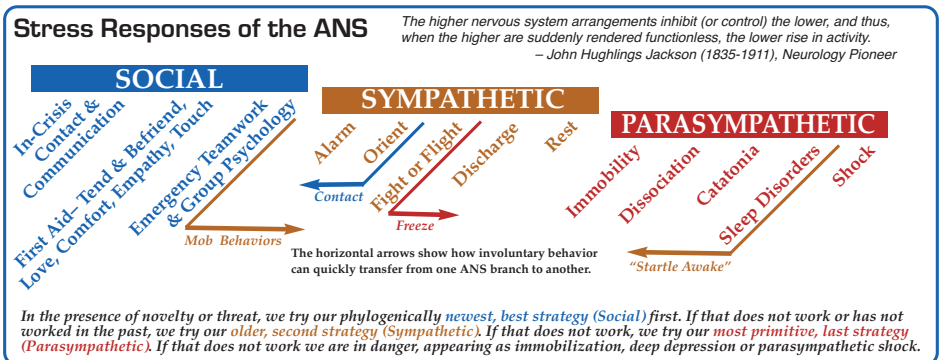 Stress Responses of the ANS
The higher nervous system arrangements inhibit (or control) the lower, and thus,
when the higher are suddenly rendered functionless, the lower rise in activity.
– John Hughlings Jackson (1835-1911), Neurology Pioneer
SOCIAL
In-Crisis
Contact &
Communication
First Aid– Tend & Befriend,
Love, Comfort, Empathy, Touch
Emergency Teamwork
& Group Psychology
Mob Behaviors
SYMPATHETIC
Alarm
Orient
Contact
Fight or Flight
Freeze
Discharge
Rest
PARASYMPATHETIC
Immobility
Dissociation
Catatonia
Sleep Disorders
"Startle Awake"
Shock
The horizontal arrows show how involuntary behavior
can quickly transfer from one ANS branch to another.
In the presence of novelty or threat, we try our phylogenically newest, best strategy (Social) first. If that does not work or has not
worked in the past, we try our older, second strategy (Sympathetic). If that does not work, we try our most primitive, last strategy
(Parasympathetic). If that does not work we are in danger, appearing as immobilization, deep depression or parasympathetic shock.